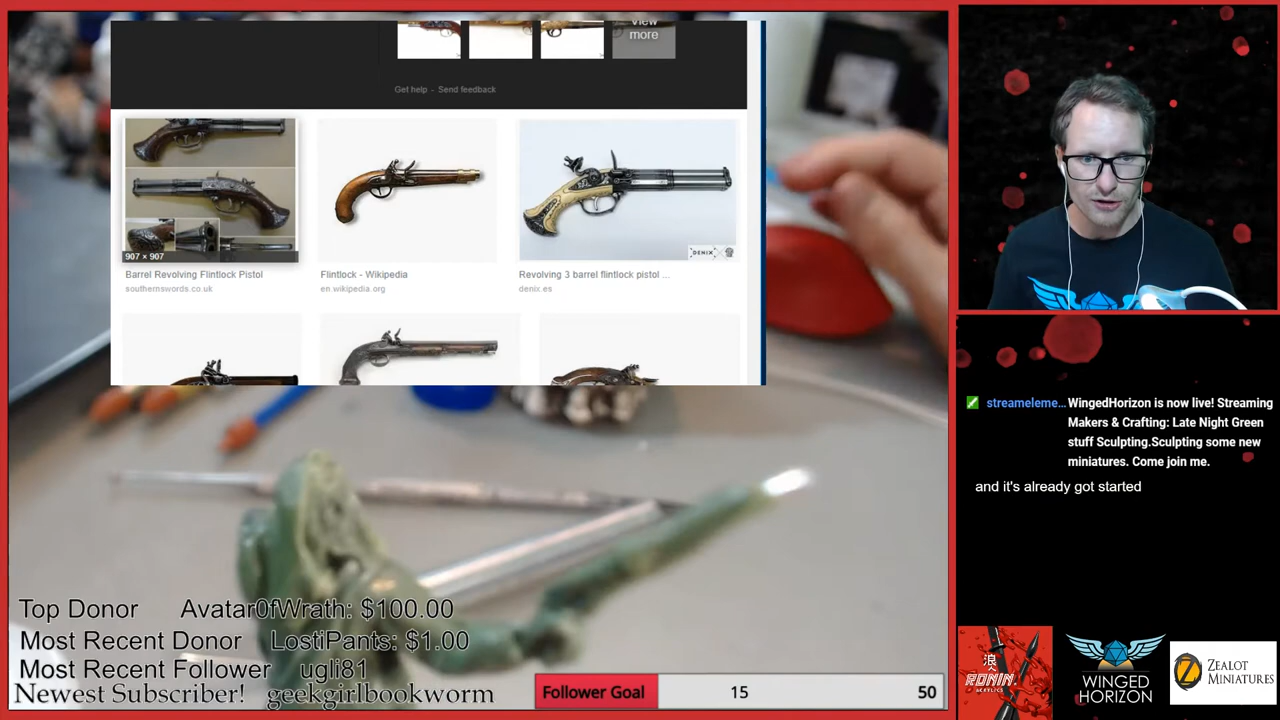 View
more
Get help - Send feedback
907 × 907
DENIX
Barrel Revolving Flintlock Pistol
southernswords.co.uk
Flintlock - Wikipedia
en.wikipedia.org
Revolving 3 barrel flintlock pistol ...
denix.es
streameleme... WingedHorizon is now live! Streaming
Makers & Crafting: Late Night Green
stuff Sculpting.Sculpting some new
miniatures. Come join me.
and it's already got started
Top Donor AvatarOfWrath: $100.00
Most Recent Donor LostiPants: $1.00
Most Recent Follower ugli81
Newest Subscriber! geekgirlbookworm
Follower Goal 15 50
浪人
RONIN
ACRYLICS
WINGED
HORIZON
Z
ZEALOT
MINIATURES